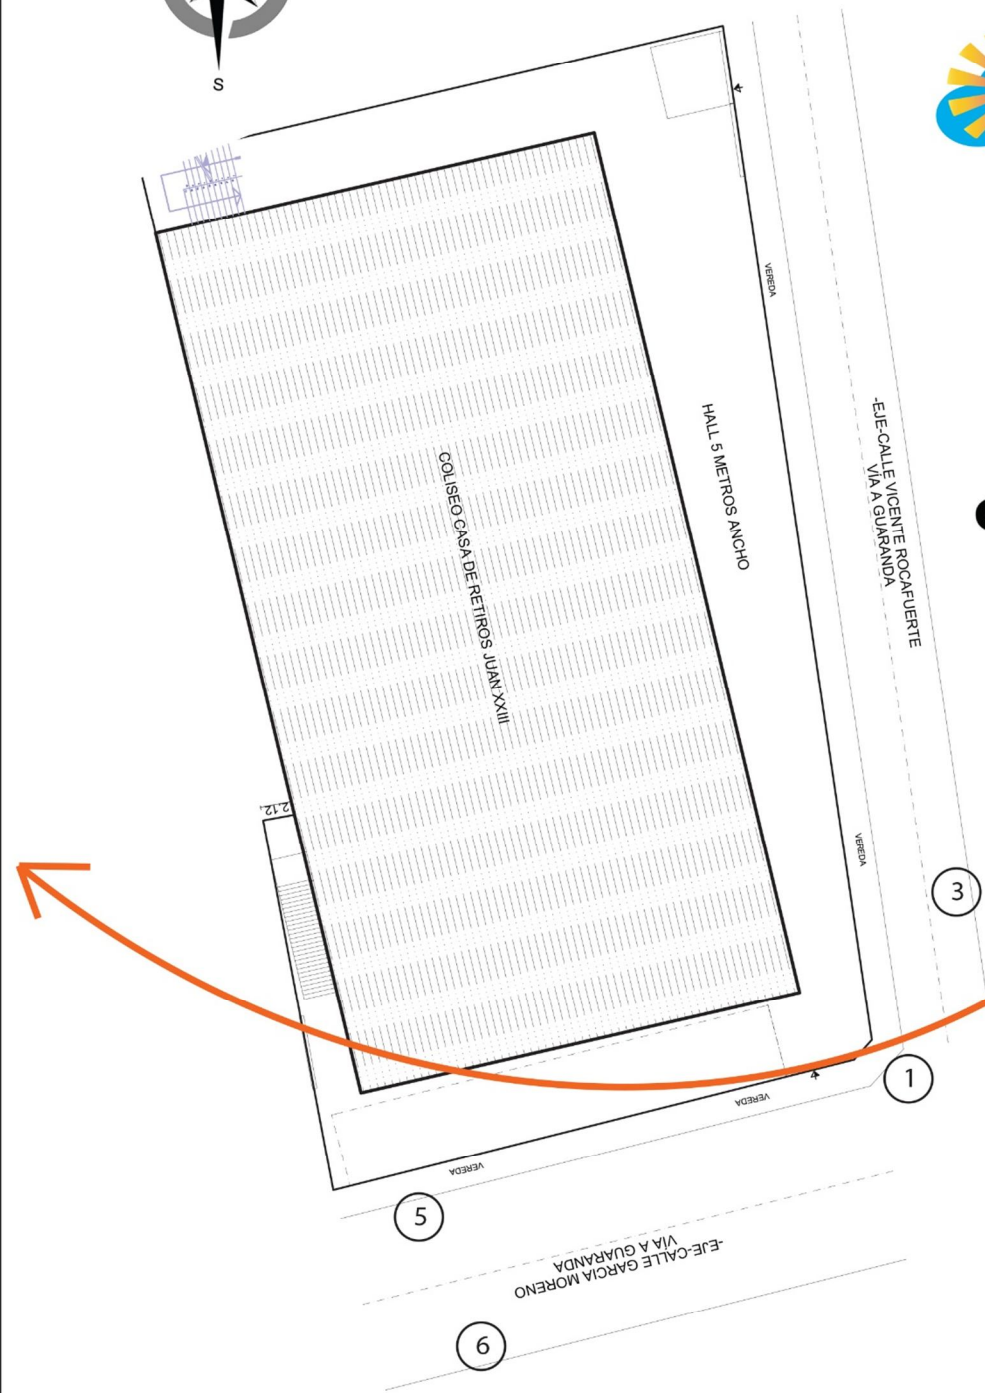 S
VEREDA
HALL 5 METROS ANCHO
-EJE-CALLE VICENTE ROCAFUERTE
VÍA A GUARANDA
COLISEO CASA DE RETIROS JUAN XXIII
2.12
VEREDA
3
1
VEREDA
VEREDA
5
-EJE-CALLE GARCIA MORENO
VÍA A GUARANDA
6